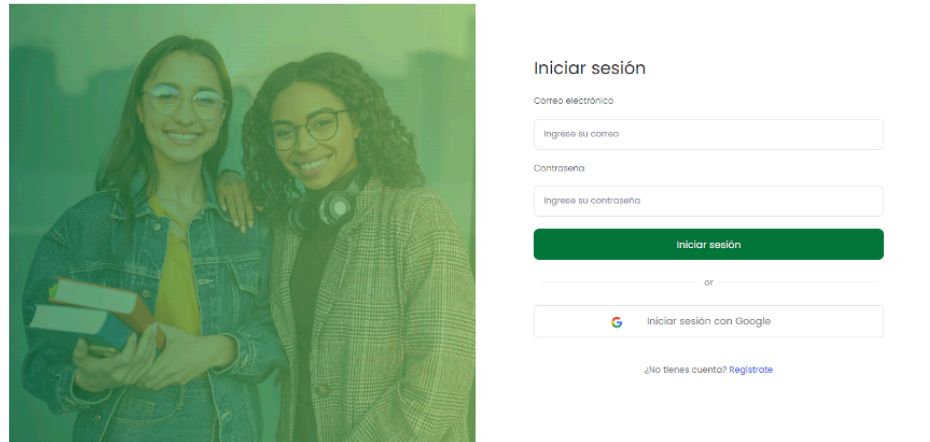 Iniciar sesión
Correo electrónico
Ingrese su correo
Contraseña
Ingrese su contraseña
Iniciar sesión
or
Iniciar sesión con Google
¿No tienes cuenta? Regístrate